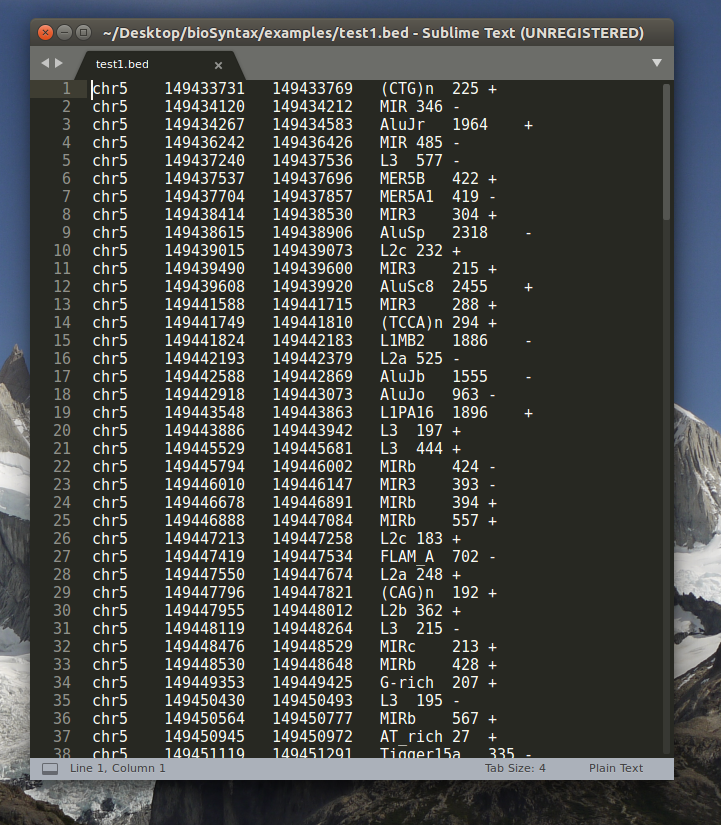 ~/Desktop/bioSyntax/examples/test1.bed - Sublime Text (UNREGISTERED)
test1.bed
1 chr5 149433731 149433769 (CTG)n 225 +
2 chr5 149434120 149434212 MIR 346 -
3 chr5 149434267 149434583 AluJr 1964 +
4 chr5 149436242 149436426 MIR 485 -
5 chr5 149437240 149437536 L3 577 -
6 chr5 149437537 149437696 MER5B 422 +
7 chr5 149437704 149437857 MER5A1 419 -
8 chr5 149438414 149438530 MIR3 304 +
9 chr5 149438615 149438906 AluSp 2318 -
10 chr5 149439015 149439073 L2c 232 +
11 chr5 149439490 149439600 MIR3 215 +
12 chr5 149439608 149439920 AluSc8 2455 +
13 chr5 149441588 149441715 MIR3 288 +
14 chr5 149441749 149441810 (TCCA)n 294 +
15 chr5 149441824 149442183 L1MB2 1886 -
16 chr5 149442193 149442379 L2a 525 -
17 chr5 149442588 149442869 AluJb 1555 -
18 chr5 149442918 149443073 AluJo 963 -
19 chr5 149443548 149443863 L1PA16 1896 +
20 chr5 149443886 149443942 L3 197 +
21 chr5 149445529 149445681 L3 444 +
22 chr5 149445794 149446002 MIRb 424 -
23 chr5 149446010 149446147 MIR3 393 -
24 chr5 149446678 149446891 MIRb 394 +
25 chr5 149446888 149447084 MIRb 557 +
26 chr5 149447213 149447258 L2c 183 +
27 chr5 149447419 149447534 FLAM_A 702 -
28 chr5 149447550 149447674 L2a 248 +
29 chr5 149447796 149447821 (CAG)n 192 +
30 chr5 149447955 149448012 L2b 362 +
31 chr5 149448119 149448264 L3 215 -
32 chr5 149448476 149448529 MIRc 213 +
33 chr5 149448530 149448648 MIRb 428 +
34 chr5 149449353 149449425 G-rich 207 +
35 chr5 149450430 149450493 L3 195 -
36 chr5 149450564 149450777 MIRb 567 +
37 chr5 149450945 149450972 AT_rich 27 +
38 chr5 149451119 149451291 Tigger15a 335 -
Line 1, Column 1 Tab Size: 4 Plain Text